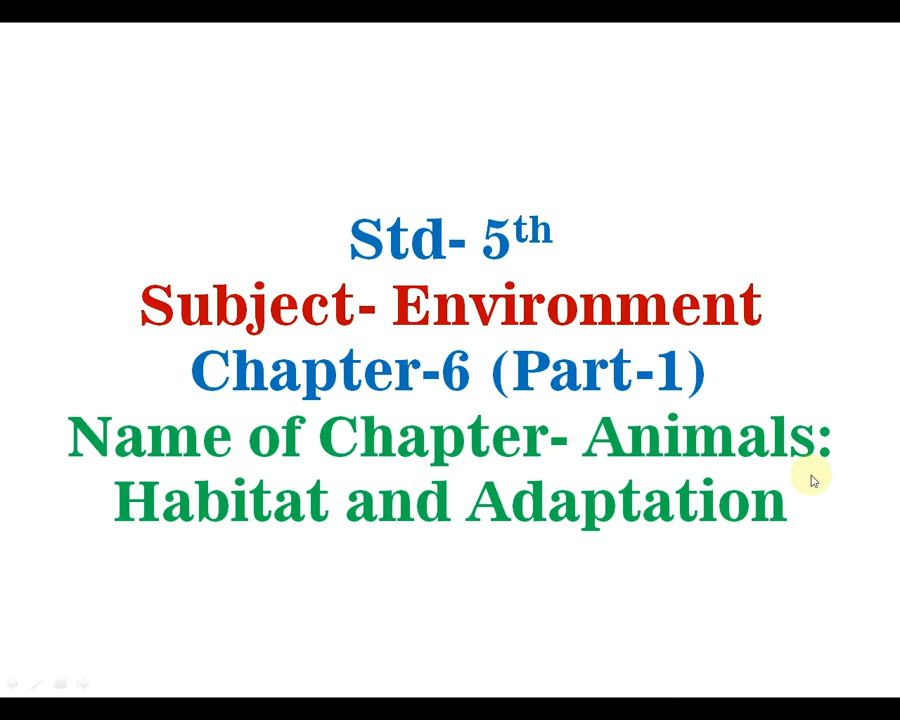 Std- 5th
Subject- Environment
Chapter-6 (Part-1)
Name of Chapter- Animals:
Habitat and Adaptation